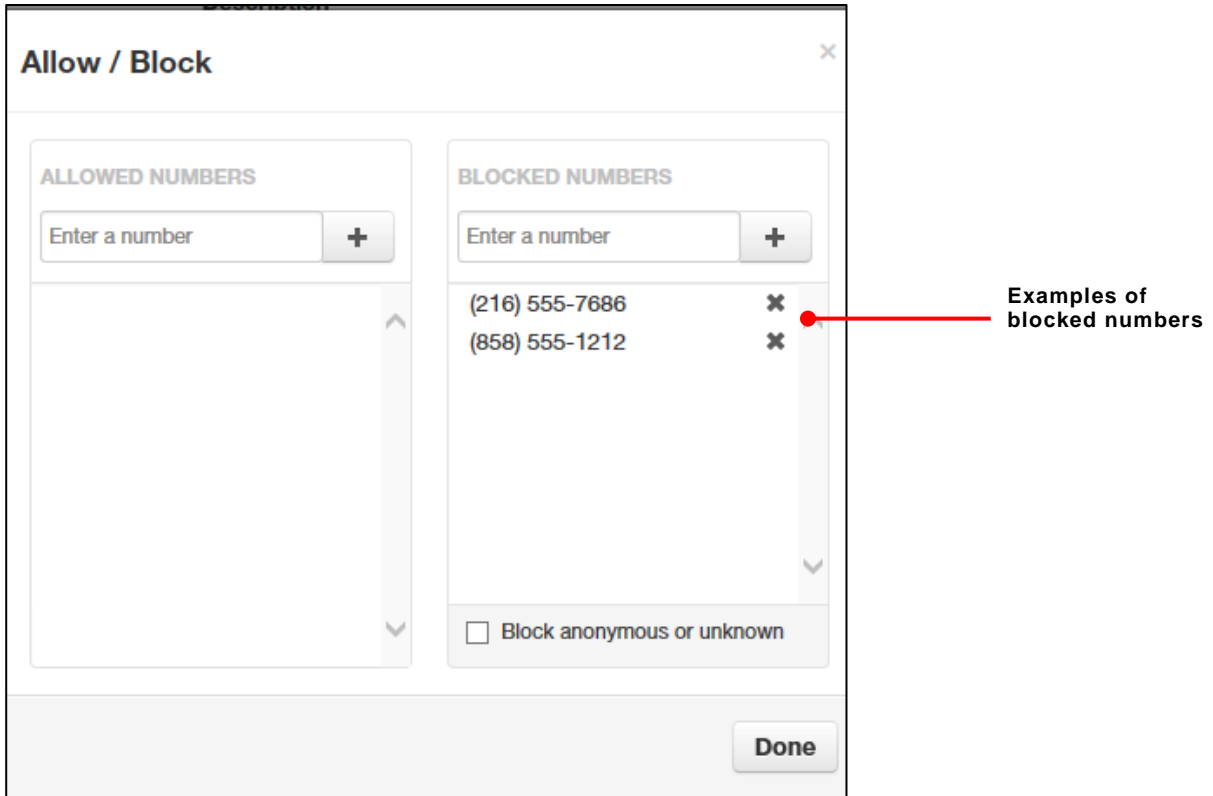 Description
Allow / Block
ALLOWED NUMBERS
Enter a number
BLOCKED NUMBERS
Enter a number
(216) 555-7686
(858) 555-1212
Block anonymous or unknown
Done
Examples of
blocked numbers